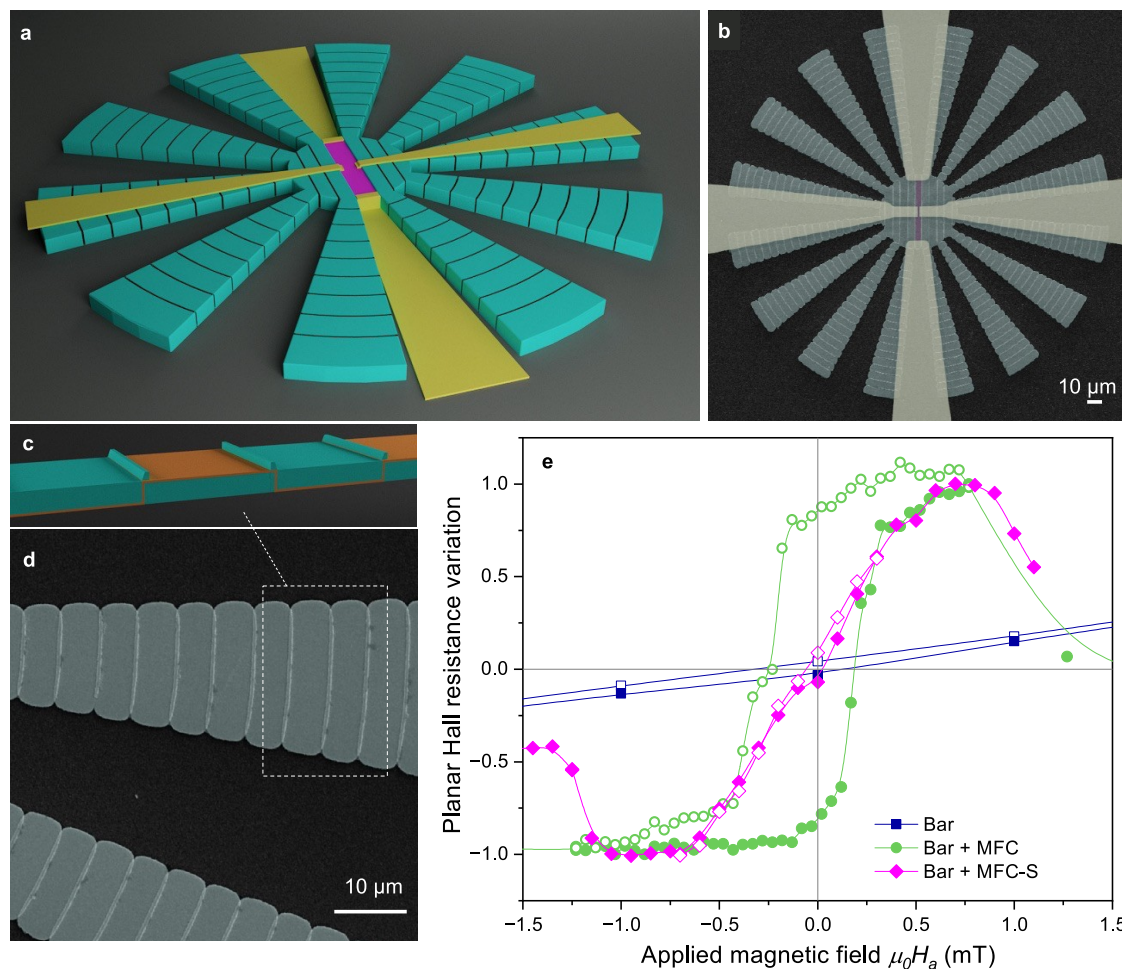 a
b
10 µm
c
d
10 µm
e
Planar Hall resistance variation
1.0
0.5
0.0
−0.5
−1.0
Bar
Bar + MFC
Bar + MFC-S
−1.5 −1.0 −0.5 0.0 0.5 1.0 1.5
Applied magnetic field µ₀Hₐ (mT)